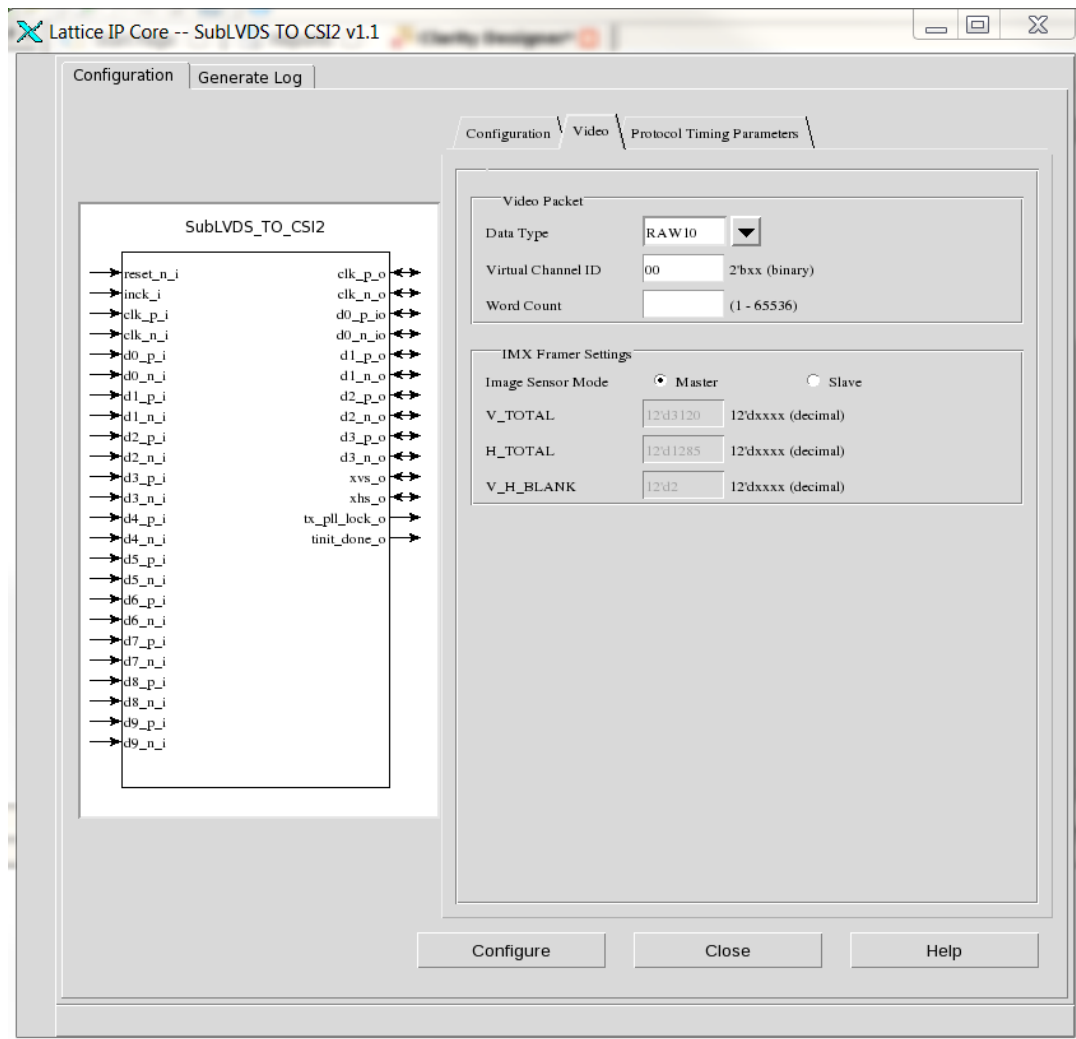 Lattice IP Core -- SubLVDS TO CSI2 v1.1
Configuration Generate Log
Configuration Video Protocol Timing Parameters
SubLVDS_TO_CSI2
reset_n_i clk_p_o
inck_i clk_n_o
clk_p_i d0_p_io
clk_n_i d0_n_io
d0_p_i d1_p_o
d0_n_i d1_n_o
d1_p_i d2_p_o
d1_n_i d2_n_o
d2_p_i d3_p_o
d2_n_i d3_n_o
d3_p_i xvs_o
d3_n_i xhs_o
d4_p_i tx_pll_lock_o
d4_n_i tinit_done_o
d5_p_i
d5_n_i
d6_p_i
d6_n_i
d7_p_i
d7_n_i
d8_p_i
d8_n_i
d9_p_i
d9_n_i
Video Packet
Data Type RAW10
Virtual Channel ID 00 2'bxx (binary)
Word Count (1 - 65536)
IMX Framer Settings
Image Sensor Mode Master Slave
V_TOTAL 12'd3120 12'dxxxx (decimal)
H_TOTAL 12'd1285 12'dxxxx (decimal)
V_H_BLANK 12'd2 12'dxxxx (decimal)
Configure Close Help